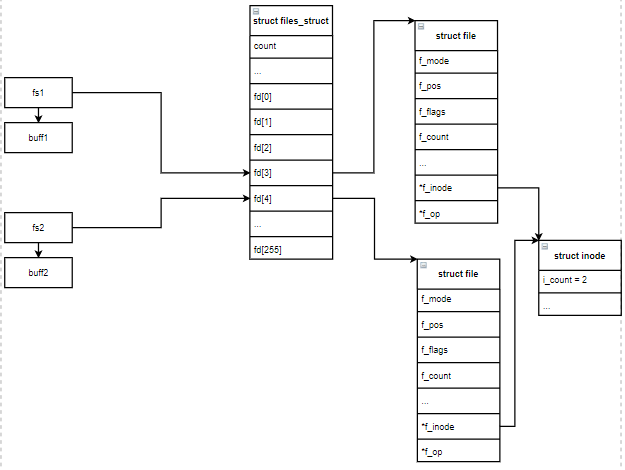 fs1
buff1
fs2
buff2
struct files_struct
count
...
fd[0]
fd[1]
fd[2]
fd[3]
fd[4]
...
fd[255]
struct file
f_mode
f_pos
f_flags
f_count
...
*f_inode
*f_op
struct file
f_mode
f_pos
f_flags
f_count
...
*f_inode
*f_op
struct inode
i_count = 2
...